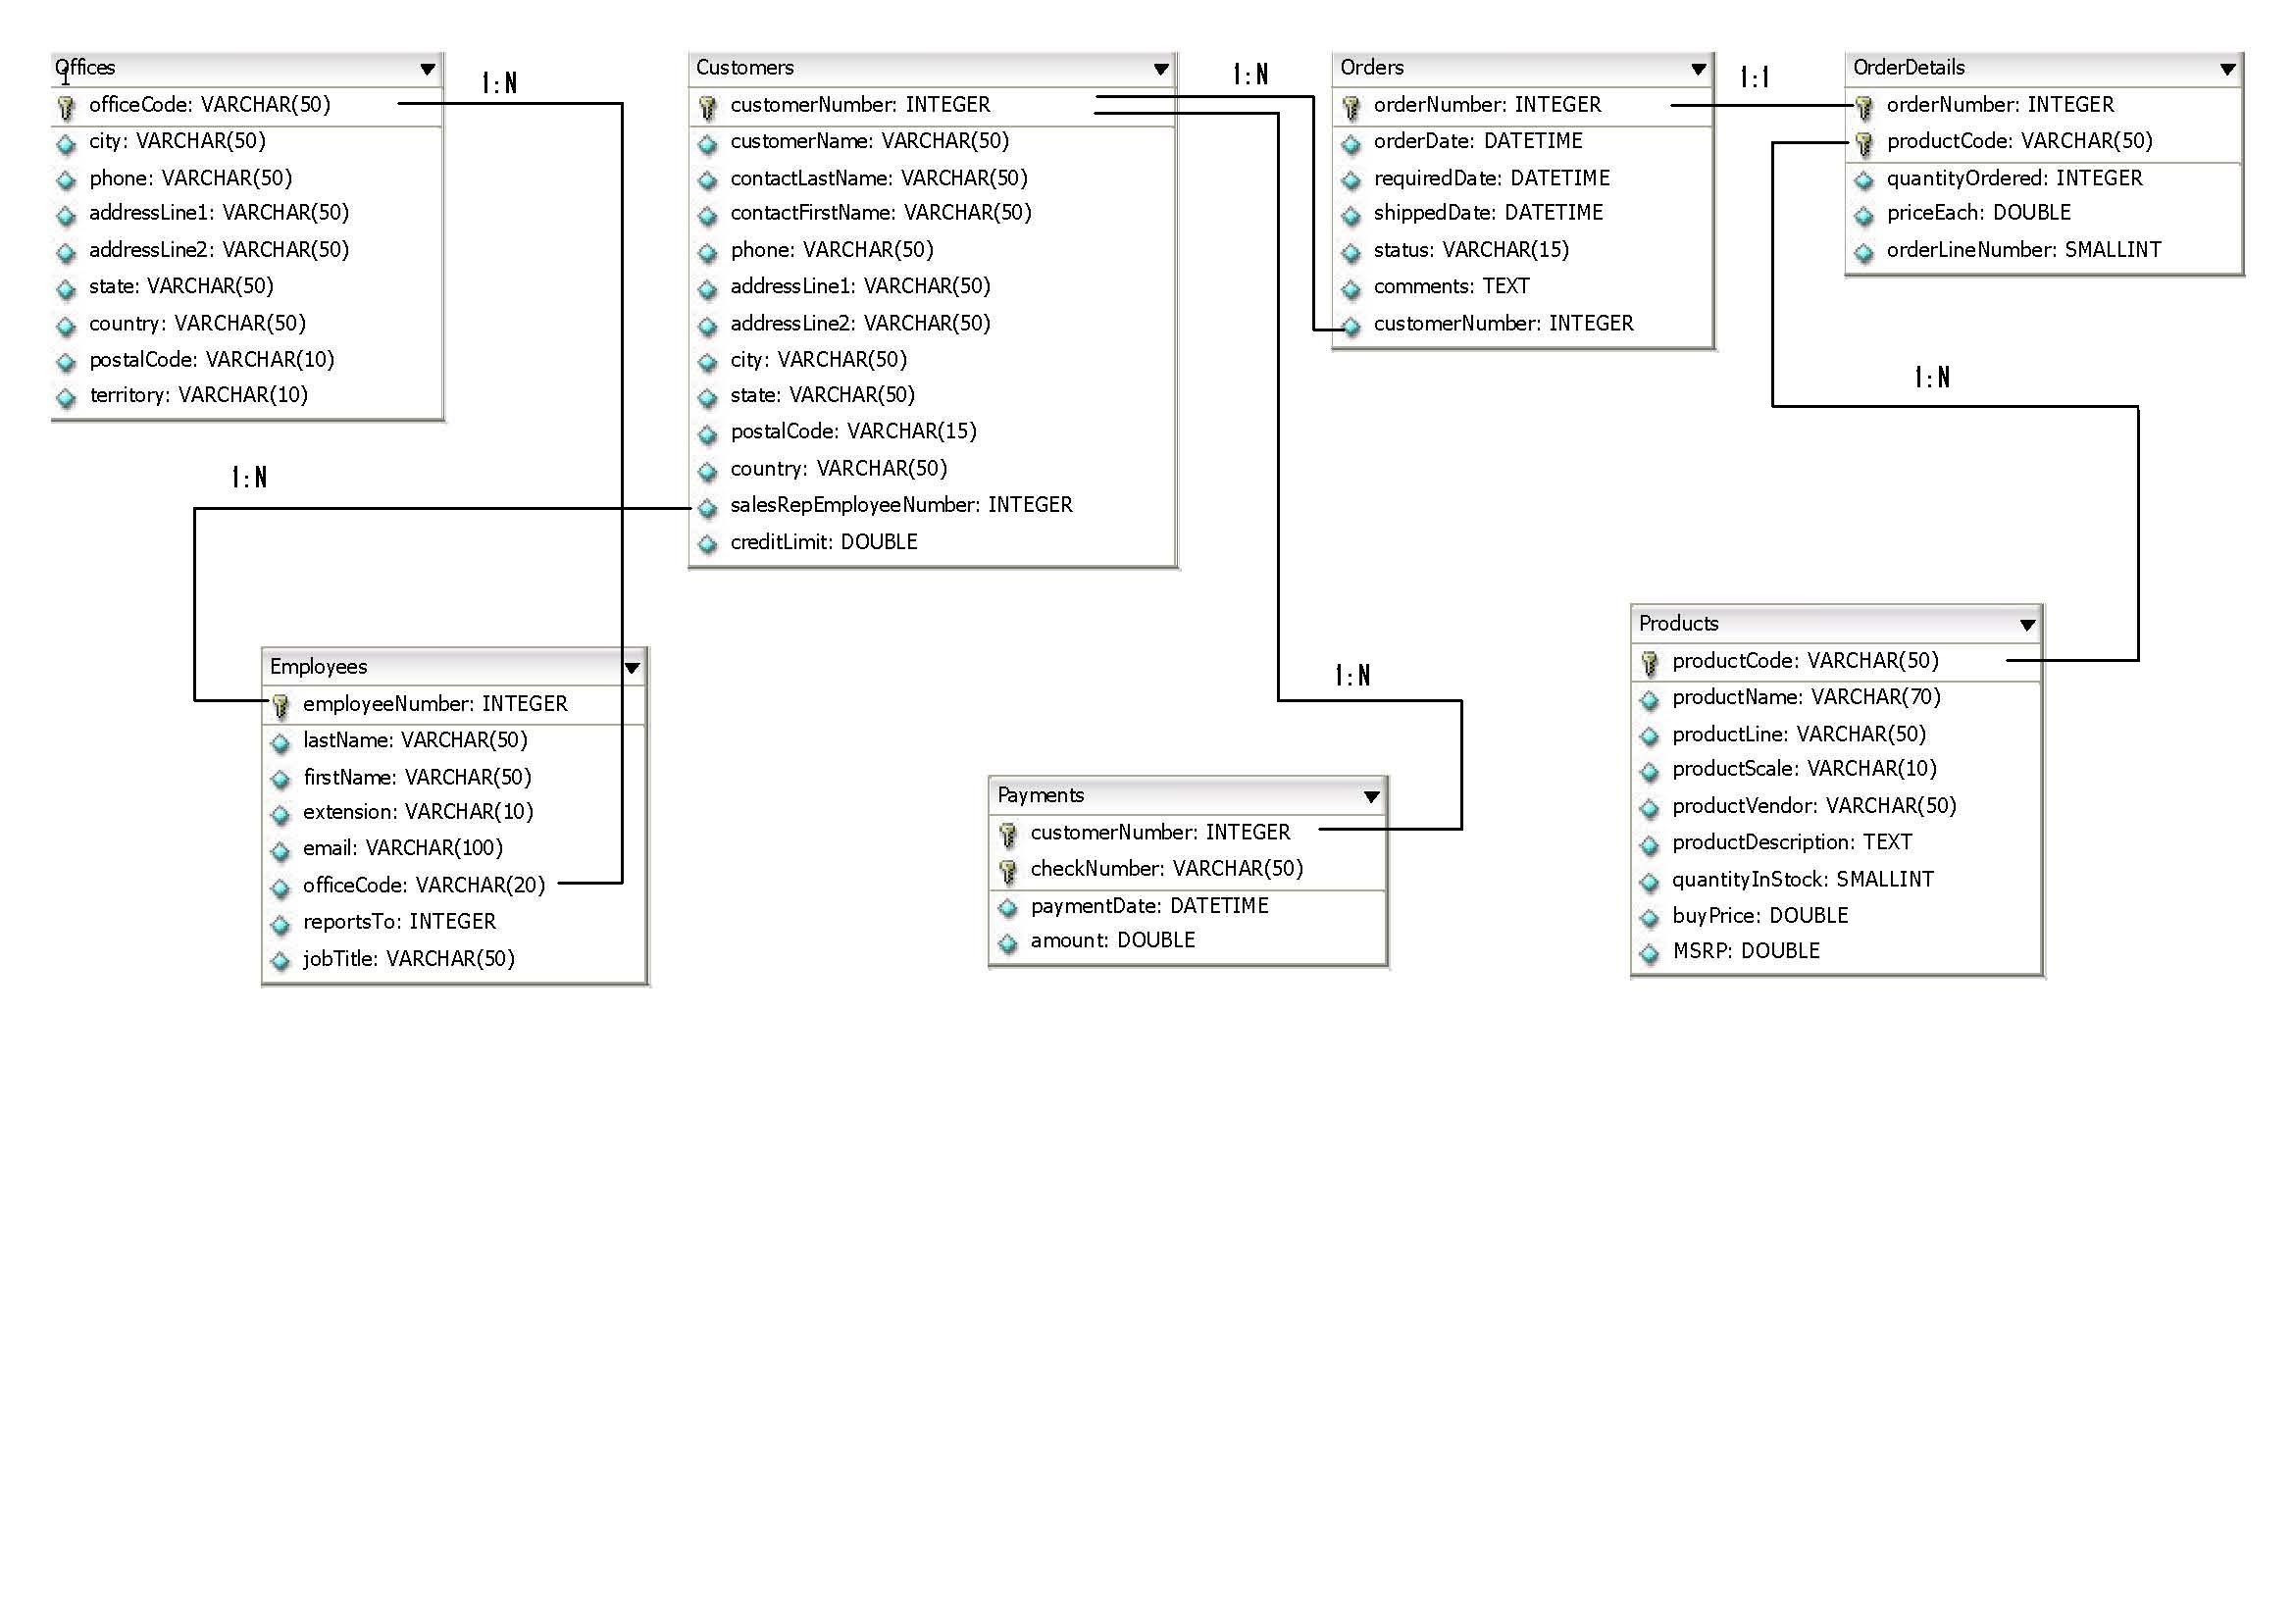 Offices
1
officeCode: VARCHAR(50)
city: VARCHAR(50)
phone: VARCHAR(50)
addressLine1: VARCHAR(50)
addressLine2: VARCHAR(50)
state: VARCHAR(50)
country: VARCHAR(50)
postalCode: VARCHAR(10)
territory: VARCHAR(10)
1:N
Customers
customerNumber: INTEGER
customerName: VARCHAR(50)
contactLastName: VARCHAR(50)
contactFirstName: VARCHAR(50)
phone: VARCHAR(50)
addressLine1: VARCHAR(50)
addressLine2: VARCHAR(50)
city: VARCHAR(50)
state: VARCHAR(50)
postalCode: VARCHAR(15)
country: VARCHAR(50)
salesRepEmployeeNumber: INTEGER
creditLimit: DOUBLE
1:N
Orders
orderNumber: INTEGER
orderDate: DATETIME
requiredDate: DATETIME
shippedDate: DATETIME
status: VARCHAR(15)
comments: TEXT
customerNumber: INTEGER
1:1
OrderDetails
orderNumber: INTEGER
productCode: VARCHAR(50)
quantityOrdered: INTEGER
priceEach: DOUBLE
orderLineNumber: SMALLINT
1:N
1:N
Employees
employeeNumber: INTEGER
lastName: VARCHAR(50)
firstName: VARCHAR(50)
extension: VARCHAR(10)
email: VARCHAR(100)
officeCode: VARCHAR(20)
reportsTo: INTEGER
jobTitle: VARCHAR(50)
1:N
Payments
customerNumber: INTEGER
checkNumber: VARCHAR(50)
paymentDate: DATETIME
amount: DOUBLE
Products
productCode: VARCHAR(50)
productName: VARCHAR(70)
productLine: VARCHAR(50)
productScale: VARCHAR(10)
productVendor: VARCHAR(50)
productDescription: TEXT
quantityInStock: SMALLINT
buyPrice: DOUBLE
MSRP: DOUBLE